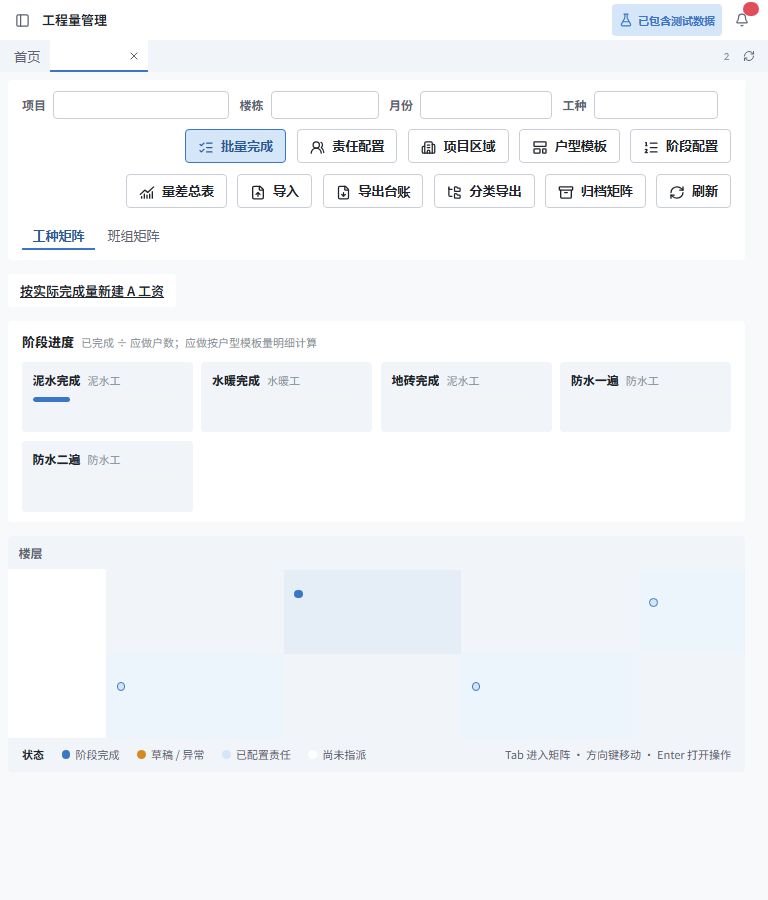 工程量管理
已包含测试数据
首页
2
项目
楼栋
月份
工种
批量完成
责任配置
项目区域
户型模板
阶段配置
量差总表
导入
导出台账
分类导出
归档矩阵
刷新
工种矩阵
班组矩阵
按实际完成量新建 A 工资
阶段进度 已完成 ÷ 应做户数；应做按户型模板量明细计算
泥水完成 泥水工
水暖完成 水暖工
地砖完成 泥水工
防水一遍 防水工
防水二遍 防水工
楼层
状态 阶段完成 草稿 / 异常 已配置责任 尚未指派
Tab 进入矩阵 · 方向键移动 · Enter 打开操作